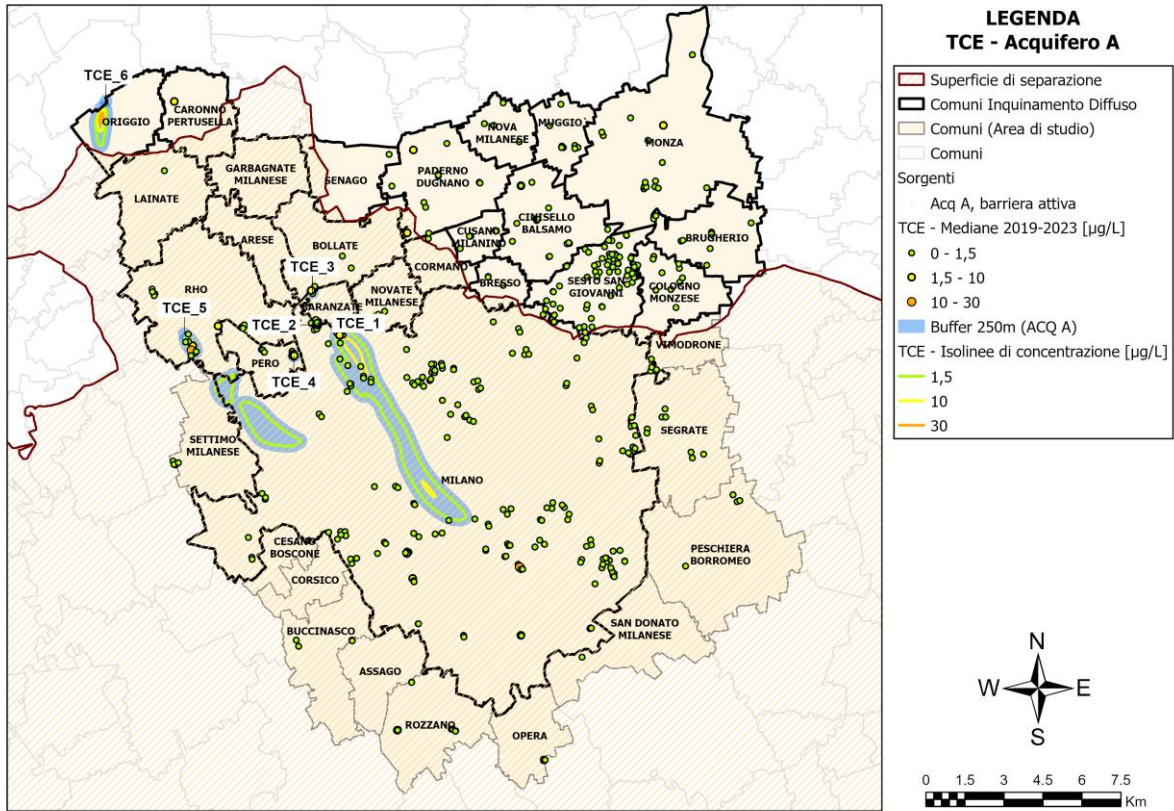 TCE_6
ORIGGIO
CARONNO
PERTUSELLA
LAINATE
GARBAGNATE
MILANESE
SENAGO
PADERNO
DUGNANO
NOVA
MILANESE
MUGGIO
MONZA
ARESE
BOLLATE
CUSANO
MILANINO
CINISELLO
BALSAMO
BRUGHERIO
CORMANO
BRESSO
SESTO SAN
GIOVANNI
COLOGNO
MONZESE
TCE_3
RHO
NOVATE
MILANESE
BARANZATE
TCE_5
TCE_2
TCE_1
VIMODRONE
PERO
TCE_4
SETTIMO
MILANESE
SEGRATE
MILANO
CESANO
BOSCONE
CORSICO
PESCHIERA
BORROMEO
BUCCINASCO
SAN DONATO
MILANESE
ASSAGO
ROZZANO
OPERA
LEGENDA
TCE - Acquifero A
Superficie di separazione
Comuni Inquinamento Diffuso
Comuni (Area di studio)
Comuni
Sorgenti
Acq A, barriera attiva
TCE - Mediane 2019-2023 [µg/L]
0 - 1,5
1,5 - 10
10 - 30
Buffer 250m (ACQ A)
TCE - Isolinee di concentrazione [µg/L]
1,5
10
30
N
W E
S
0 1.5 3 4.5 6 7.5
Km